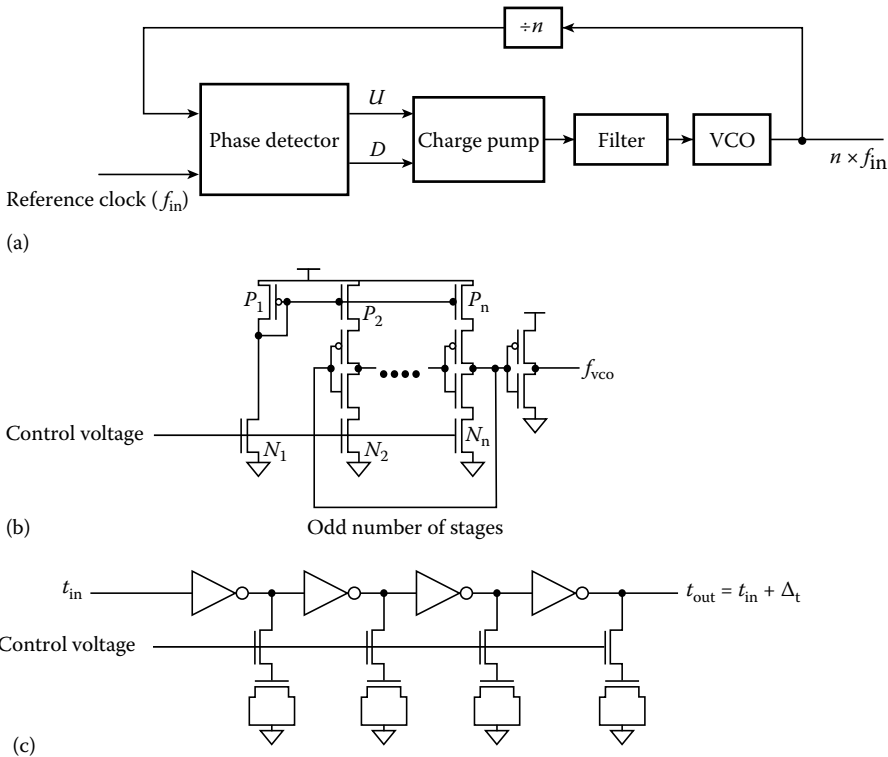 ÷n
U
Phase detector
Charge pump
Filter
VCO
D
n × fin
Reference clock (fin)
(a)
P1
P2
Pn
fvco
Control voltage
N1
N2
Nn
(b)
Odd number of stages
tin
tout = tin + Δt
Control voltage
(c)